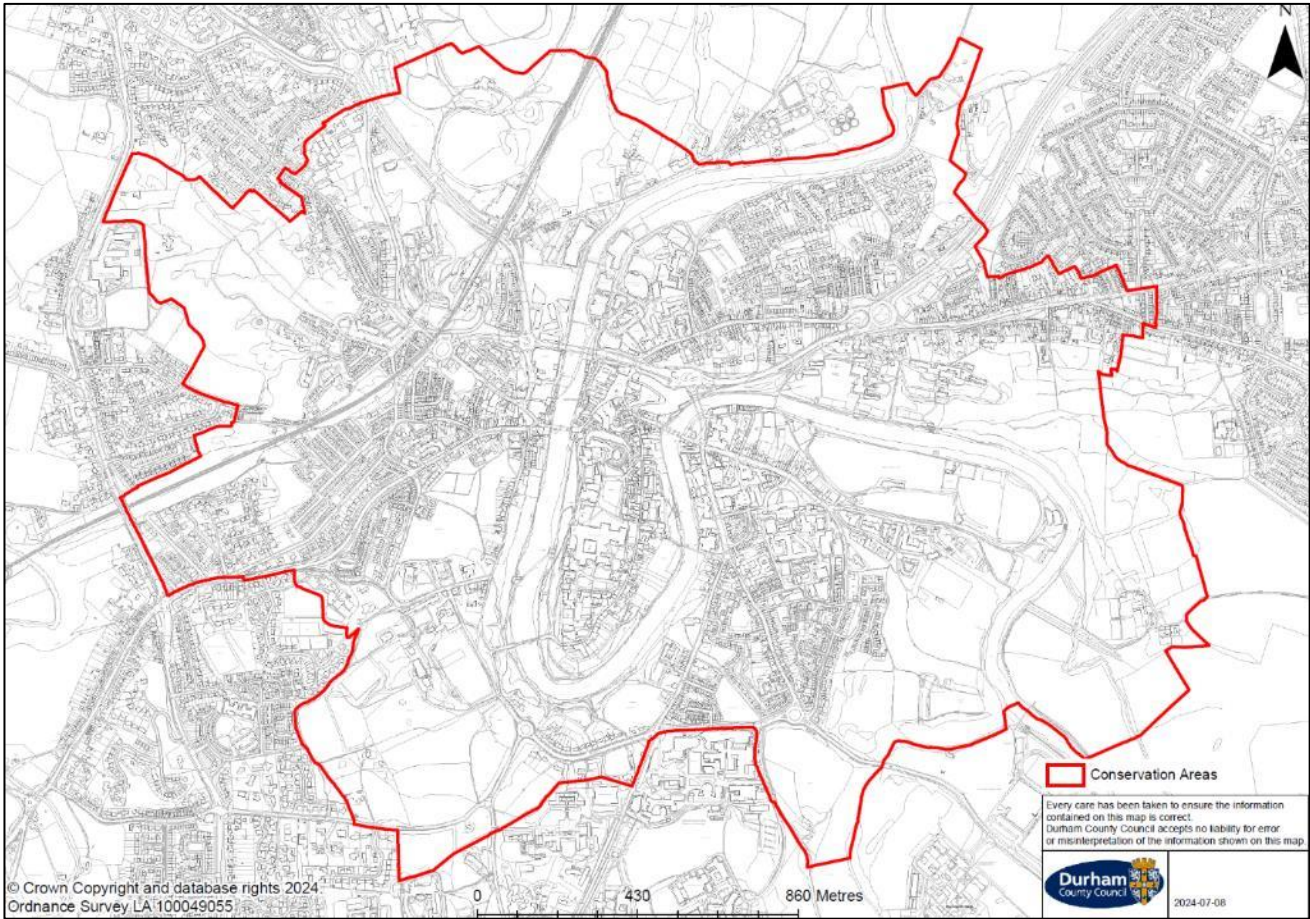 N
Conservation Areas
Every care has been taken to ensure the information
contained on this map is correct.
Durham County Council accepts no liability for error
or misinterpretation of the information shown on this map.
Durham
County Council
2024-07-08
© Crown Copyright and database rights 2024
Ordnance Survey LA 100049055
0 430 860 Metres